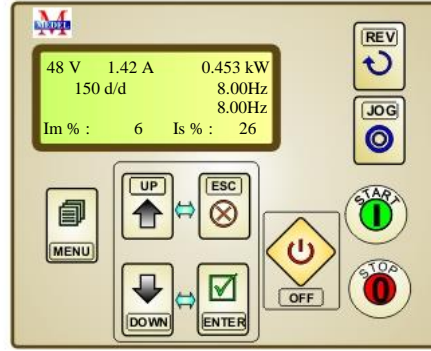 MEDEL
48 V 1.42 A 0.453 kW
150 d/d 8.00Hz
8.00Hz
Im % : 6 Is % : 26
REV
JOG
UP ESC
MENU
START
DOWN ENTER
OFF
STOP